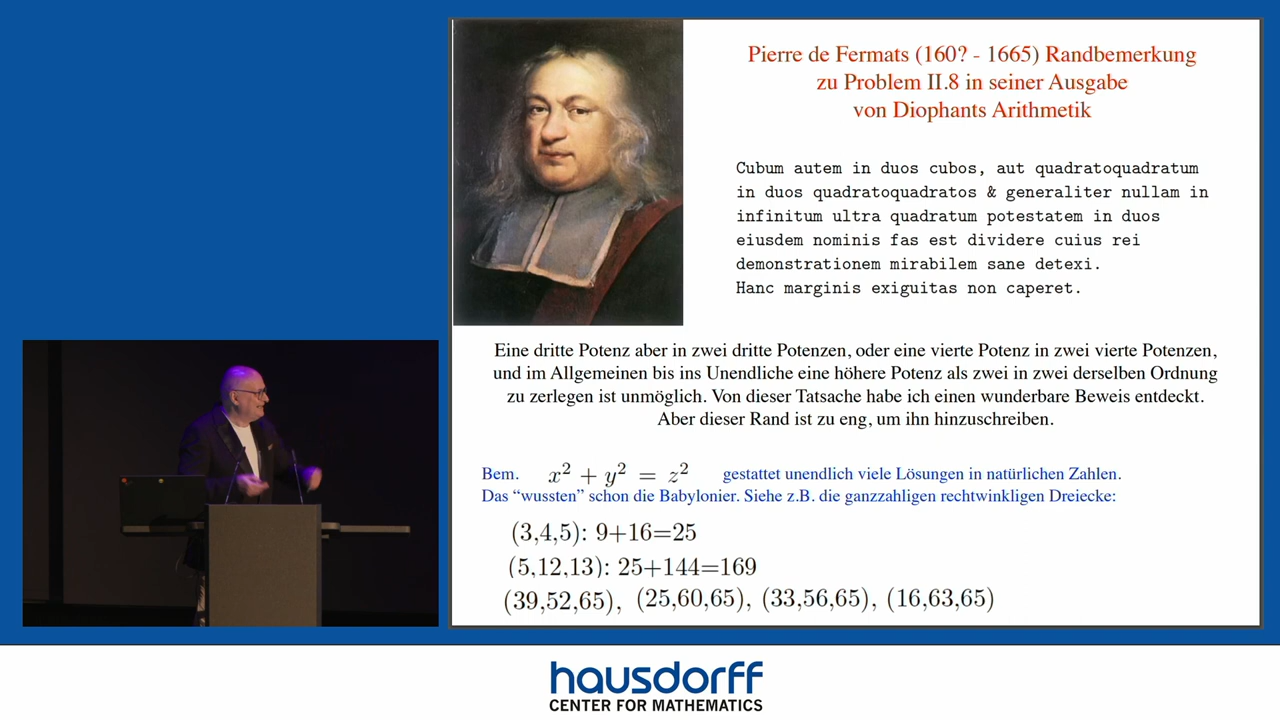 Pierre de Fermats (160? - 1665) Randbemerkung
zu Problem II.8 in seiner Ausgabe
von Diophants Arithmetik
Cubum autem in duos cubos, aut quadratoquadratum
in duos quadratoquadratos & generaliter nullam in
infinitum ultra quadratum potestatem in duos
eiusdem nominis fas est dividere cuius rei
demonstrationem mirabilem sane detexi.
Hanc marginis exiguitas non caperet.
Eine dritte Potenz aber in zwei dritte Potenzen, oder eine vierte Potenz in zwei vierte Potenzen,
und im Allgemeinen bis ins Unendliche eine höhere Potenz als zwei in zwei derselben Ordnung
zu zerlegen ist unmöglich. Von dieser Tatsache habe ich einen wunderbare Beweis entdeckt.
Aber dieser Rand ist zu eng, um ihn hinzuschreiben.
Bem. x² + y² = z² gestattet unendlich viele Lösungen in natürlichen Zahlen.
Das “wussten” schon die Babylonier. Siehe z.B. die ganzzahligen rechtwinkligen Dreiecke:
(3,4,5): 9+16=25
(5,12,13): 25+144=169
(39,52,65), (25,60,65), (33,56,65), (16,63,65)
hausdorff
CENTER FOR MATHEMATICS